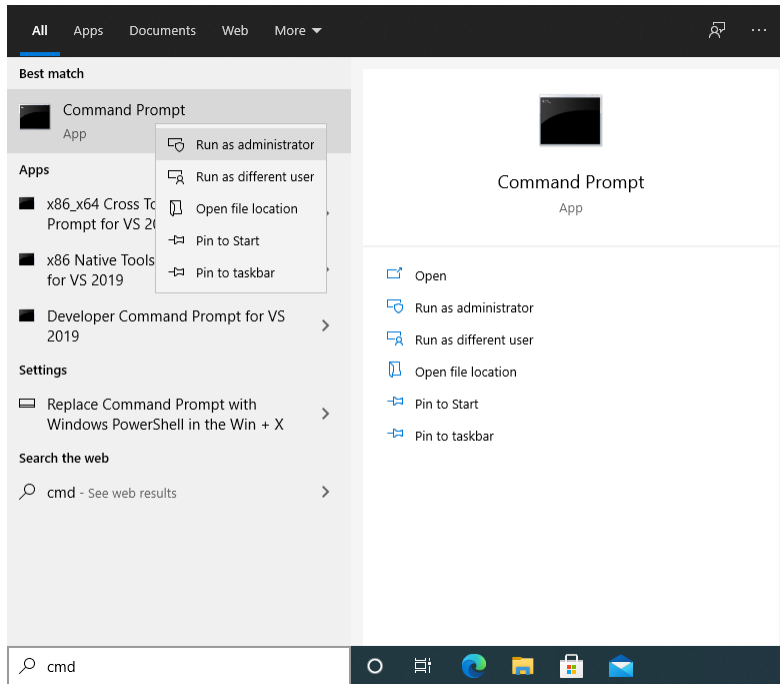 All Apps Documents Web More
Best match
Command Prompt
App
Run as administrator
Run as different user
Open file location
Pin to Start
Pin to taskbar
Apps
x86_x64 Cross
Prompt for VS
x86 Native Tools
for VS 2019
Developer Command Prompt for VS
2019
Settings
Replace Command Prompt with
Windows PowerShell in the Win + X
Search the web
cmd - See web results
Command Prompt
App
Open
Run as administrator
Run as different user
Open file location
Pin to Start
Pin to taskbar
cmd